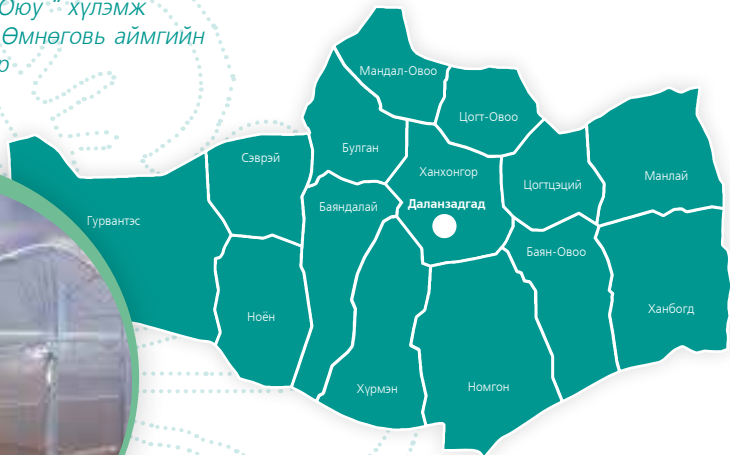 Оюу " хүлэмж
Өмнөговь аймгийн
р
Мандал-Овоо
Цогт-Овоо
Булган
Сэврэй
Ханхонгор
Цогтцэций
Манлай
Баяндалай
Даланзадгад
Гурвантэс
Баян-Овоо
Ноён
Ханбогд
Хүрмэн
Номгон